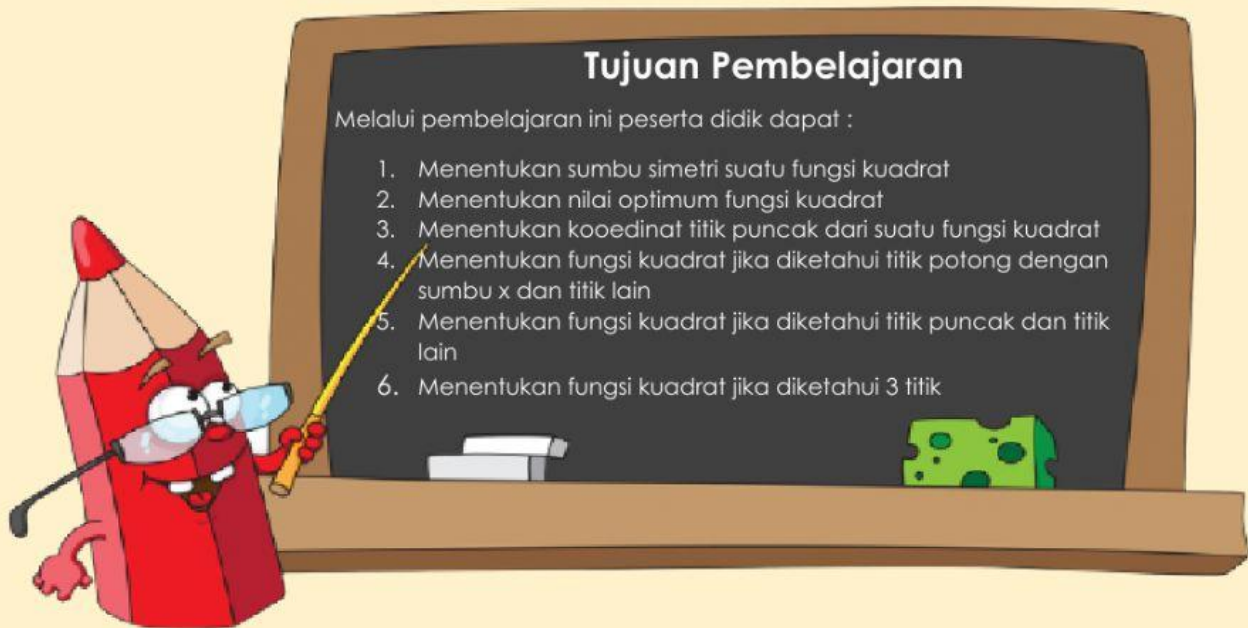 Tujuan Pembelajaran
Melalui pembelajaran ini peserta didik dapat :
1. Menentukan sumbu simetri suatu fungsi kuadrat
2. Menentukan nilai optimum fungsi kuadrat
3. Menentukan kooedinat titik puncak dari suatu fungsi kuadrat
4. Menentukan fungsi kuadrat jika diketahui titik potong dengan
sumbu x dan titik lain
5. Menentukan fungsi kuadrat jika diketahui titik puncak dan titik
lain
6. Menentukan fungsi kuadrat jika diketahui 3 titik